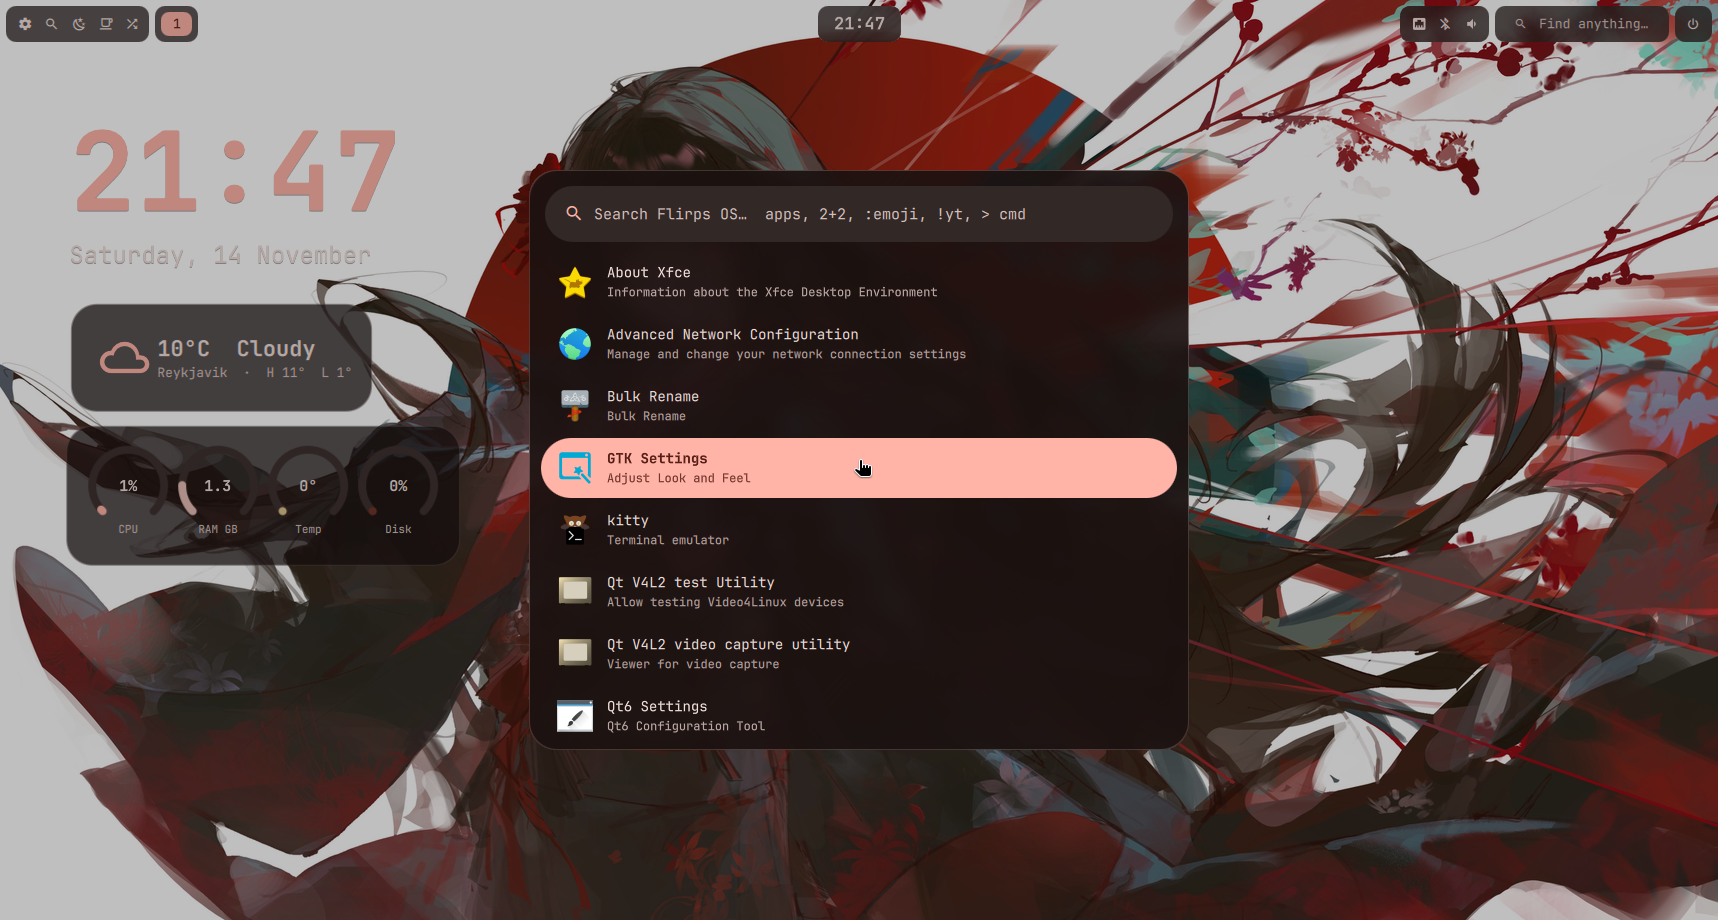 1
21:47
Find anything…
21:47
Saturday, 14 November
10°C Cloudy
Reykjavik · H 11° L 1°
1% 1.3 0° 0%
CPU RAM GB Temp Disk
Search Flirps OS… apps, 2+2, :emoji, !yt, > cmd
About Xfce
Information about the Xfce Desktop Environment
Advanced Network Configuration
Manage and change your network connection settings
Bulk Rename
Bulk Rename
GTK Settings
Adjust Look and Feel
kitty
Terminal emulator
Qt V4L2 test Utility
Allow testing Video4Linux devices
Qt V4L2 video capture utility
Viewer for video capture
Qt6 Settings
Qt6 Configuration Tool